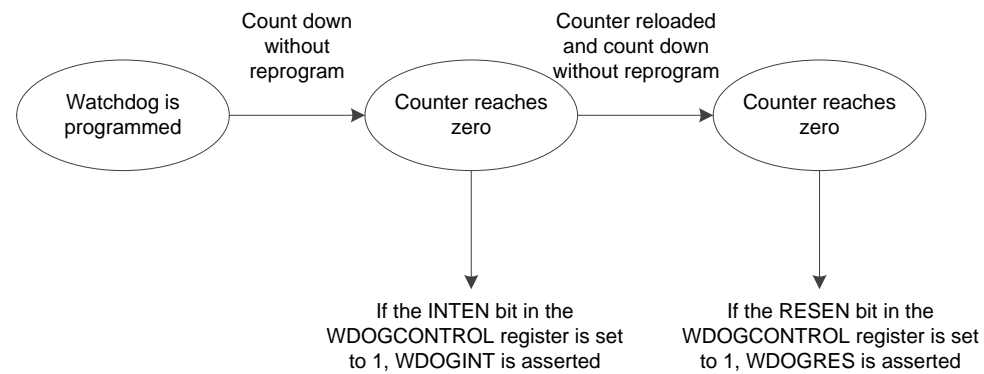 Count down
without
reprogram
Counter reloaded
and count down
without reprogram
Watchdog is
programmed
Counter reaches
zero
Counter reaches
zero
If the INTEN bit in the
WDOGCONTROL register is set
to 1, WDOGINT is asserted
If the RESEN bit in the
WDOGCONTROL register is set
to 1, WDOGRES is asserted